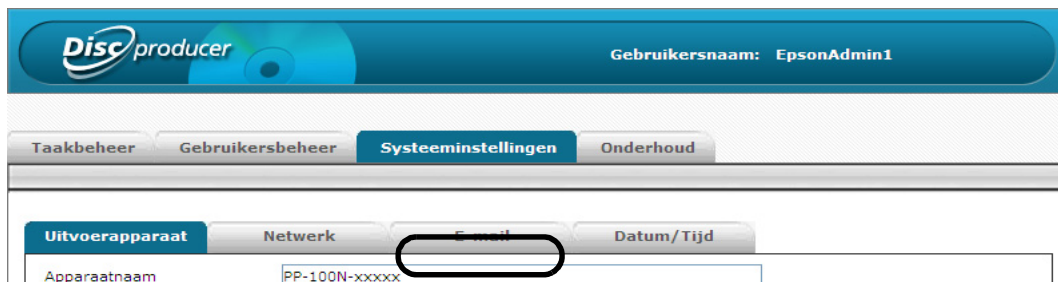 Disc producer Gebruikersnaam: EpsonAdmin1
Taakbeheer Gebruikersbeheer Systeeminstellingen Onderhoud
Uitvoerapparaat Netwerk E-mail Datum/Tijd
Apparaatnaam PP-100N-xxxxx